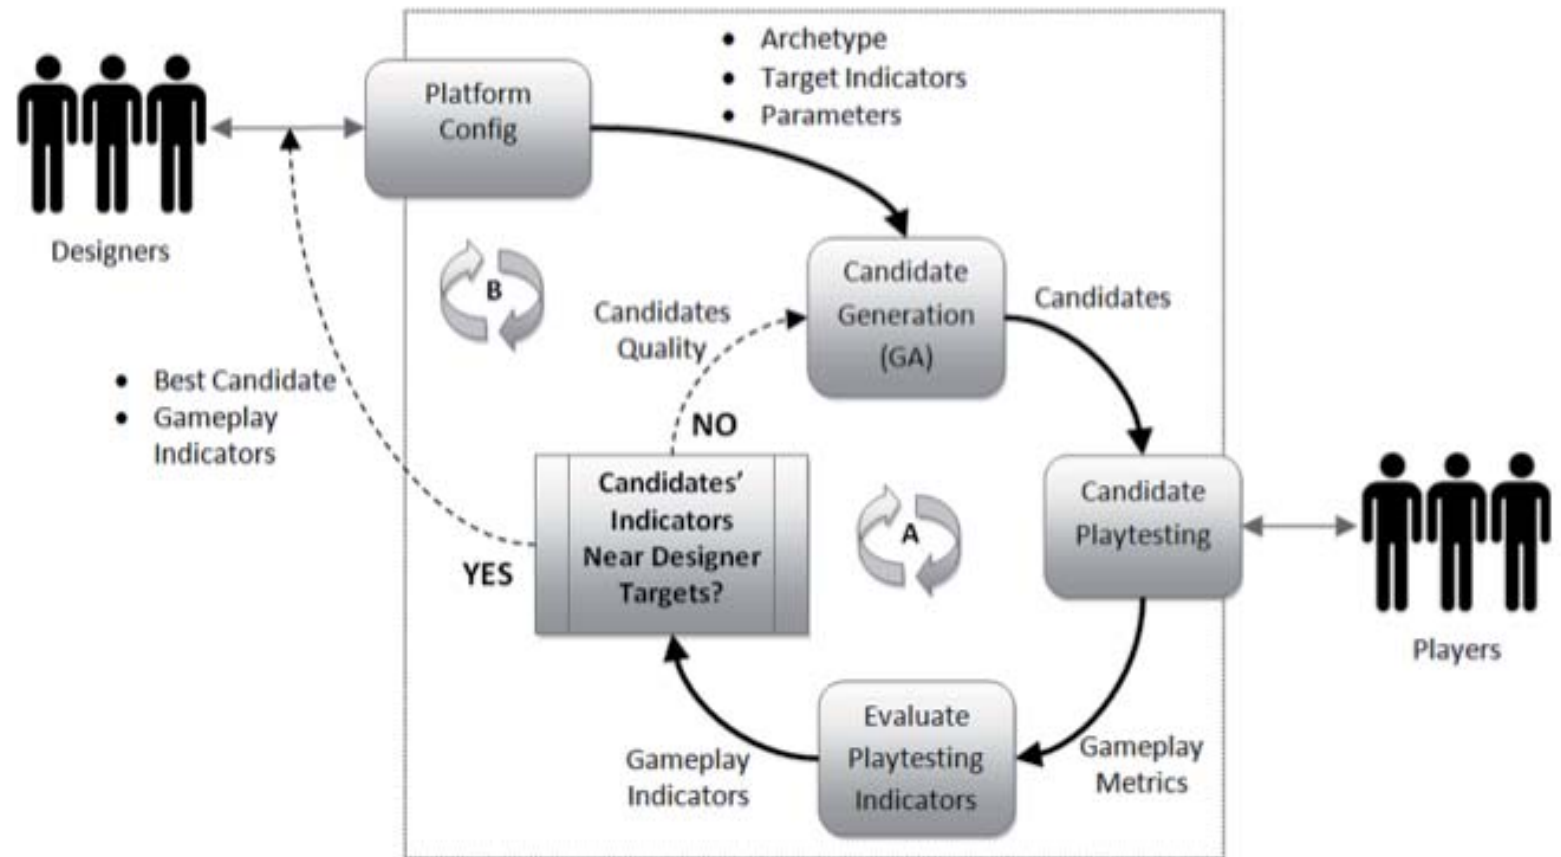 Designers
Platform
Config
• Archetype
• Target Indicators
• Parameters
B
Candidates
Quality
Candidate
Generation
(GA)
Candidates
• Best Candidate
• Gameplay
Indicators
NO
YES
Candidates'
Indicators
Near Designer
Targets?
A
Candidate
Playtesting
Players
Gameplay
Indicators
Evaluate
Playtesting
Indicators
Gameplay
Metrics